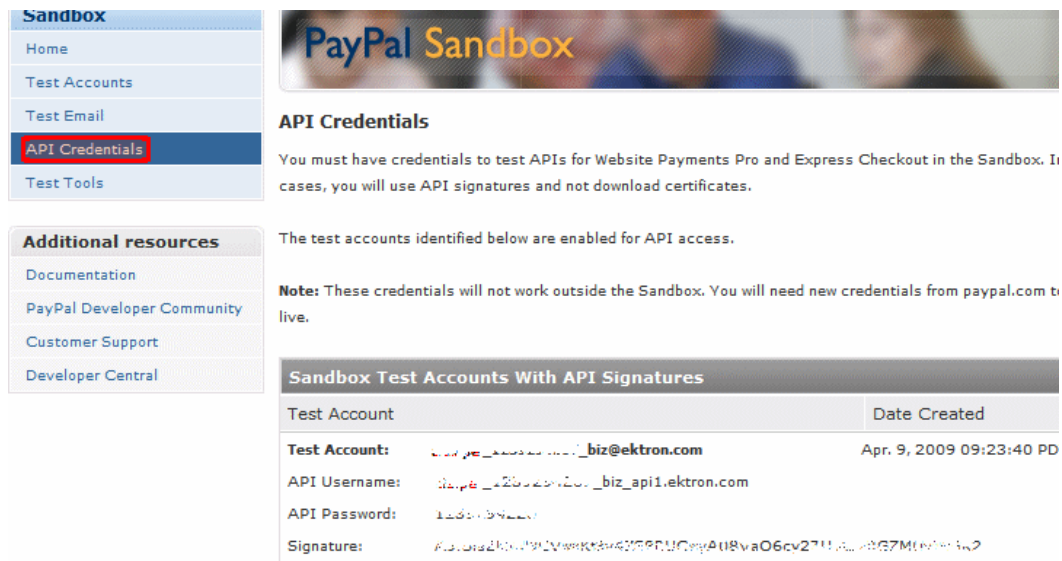 Sandbox
Home
Test Accounts
Test Email
API Credentials
Test Tools
Additional resources
Documentation
PayPal Developer Community
Customer Support
Developer Central
PayPal Sandbox
API Credentials
You must have credentials to test APIs for Website Payments Pro and Express Checkout in the Sandbox. In
cases, you will use API signatures and not download certificates.
The test accounts identified below are enabled for API access.
Note: These credentials will not work outside the Sandbox. You will need new credentials from paypal.com to
live.
Sandbox Test Accounts With API Signatures
Test Account Date Created
Test Account: _biz@ektron.com Apr. 9, 2009 09:23:40 PD
API Username: _biz_api1.ektron.com
API Password:
Signature: